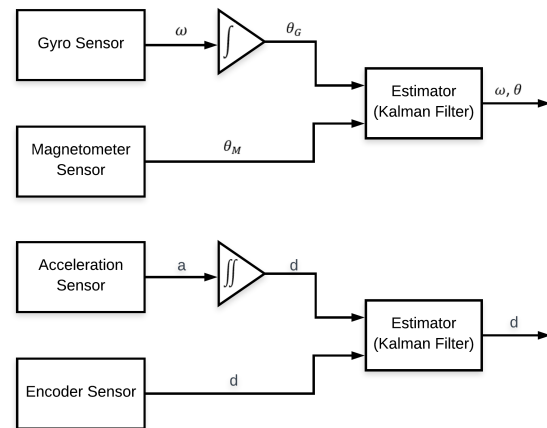 Gyro Sensor
ω
∫
θ_G
Magnetometer
Sensor
θ_M
Estimator
(Kalman Filter)
ω, θ
Acceleration
Sensor
a
∬
d
Encoder Sensor
d
Estimator
(Kalman Filter)
d